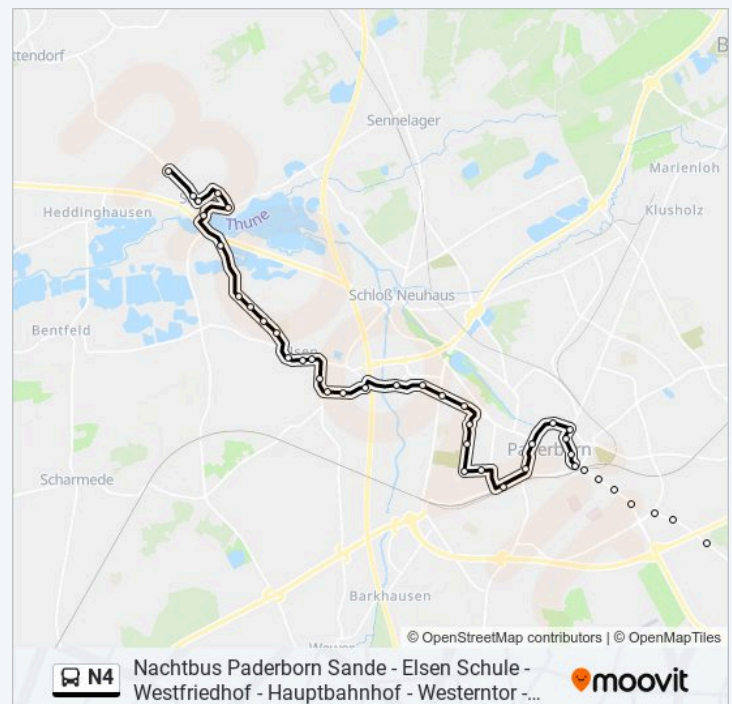 ttendorf
B
Sennelager
Marienloh
S
Heddinghausen
Thune
Klusholz
Schloß Neuhaus
Bentfeld
lsen
Paderborn
Scharmede
Barkhausen
© OpenStreetMap contributors | © OpenMapTiles
N4
Nachtbus Paderborn Sande - Elsen Schule -
Westfriedhof - Hauptbahnhof - Westerntor -...
moovit